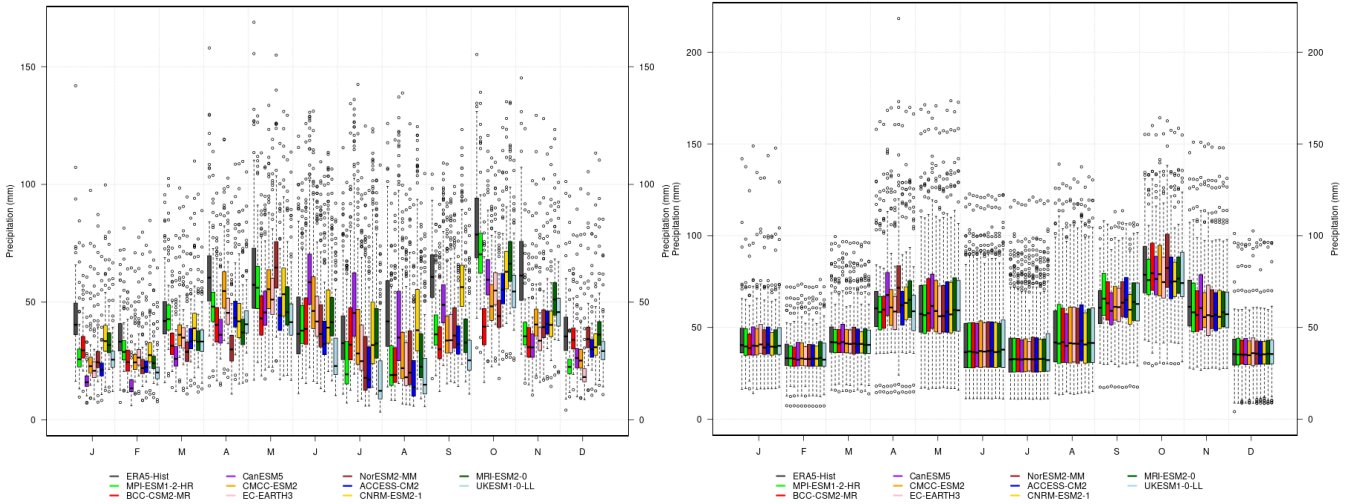 150
100
50
0
Precipitation (mm)
150
100
50
0
Precipitation (mm)
J F M A M J J A S O N D
ERA5-Hist CanESM5 NorESM2-MM MRI-ESM2-0
MPI-ESM1-2-HR CMCC-ESM2 ACCESS-CM2 UKESM1-0-LL
BCC-CSM2-MR EC-EARTH3 CNRM-ESM2-1
200
150
100
50
0
Precipitation (mm)
200
150
100
50
0
Precipitation (mm)
J F M A M J J A S O N D
ERA5-Hist CanESM5 NorESM2-MM MRI-ESM2-0
MPI-ESM1-2-HR CMCC-ESM2 ACCESS-CM2 UKESM1-0-LL
BCC-CSM2-MR EC-EARTH3 CNRM-ESM2-1